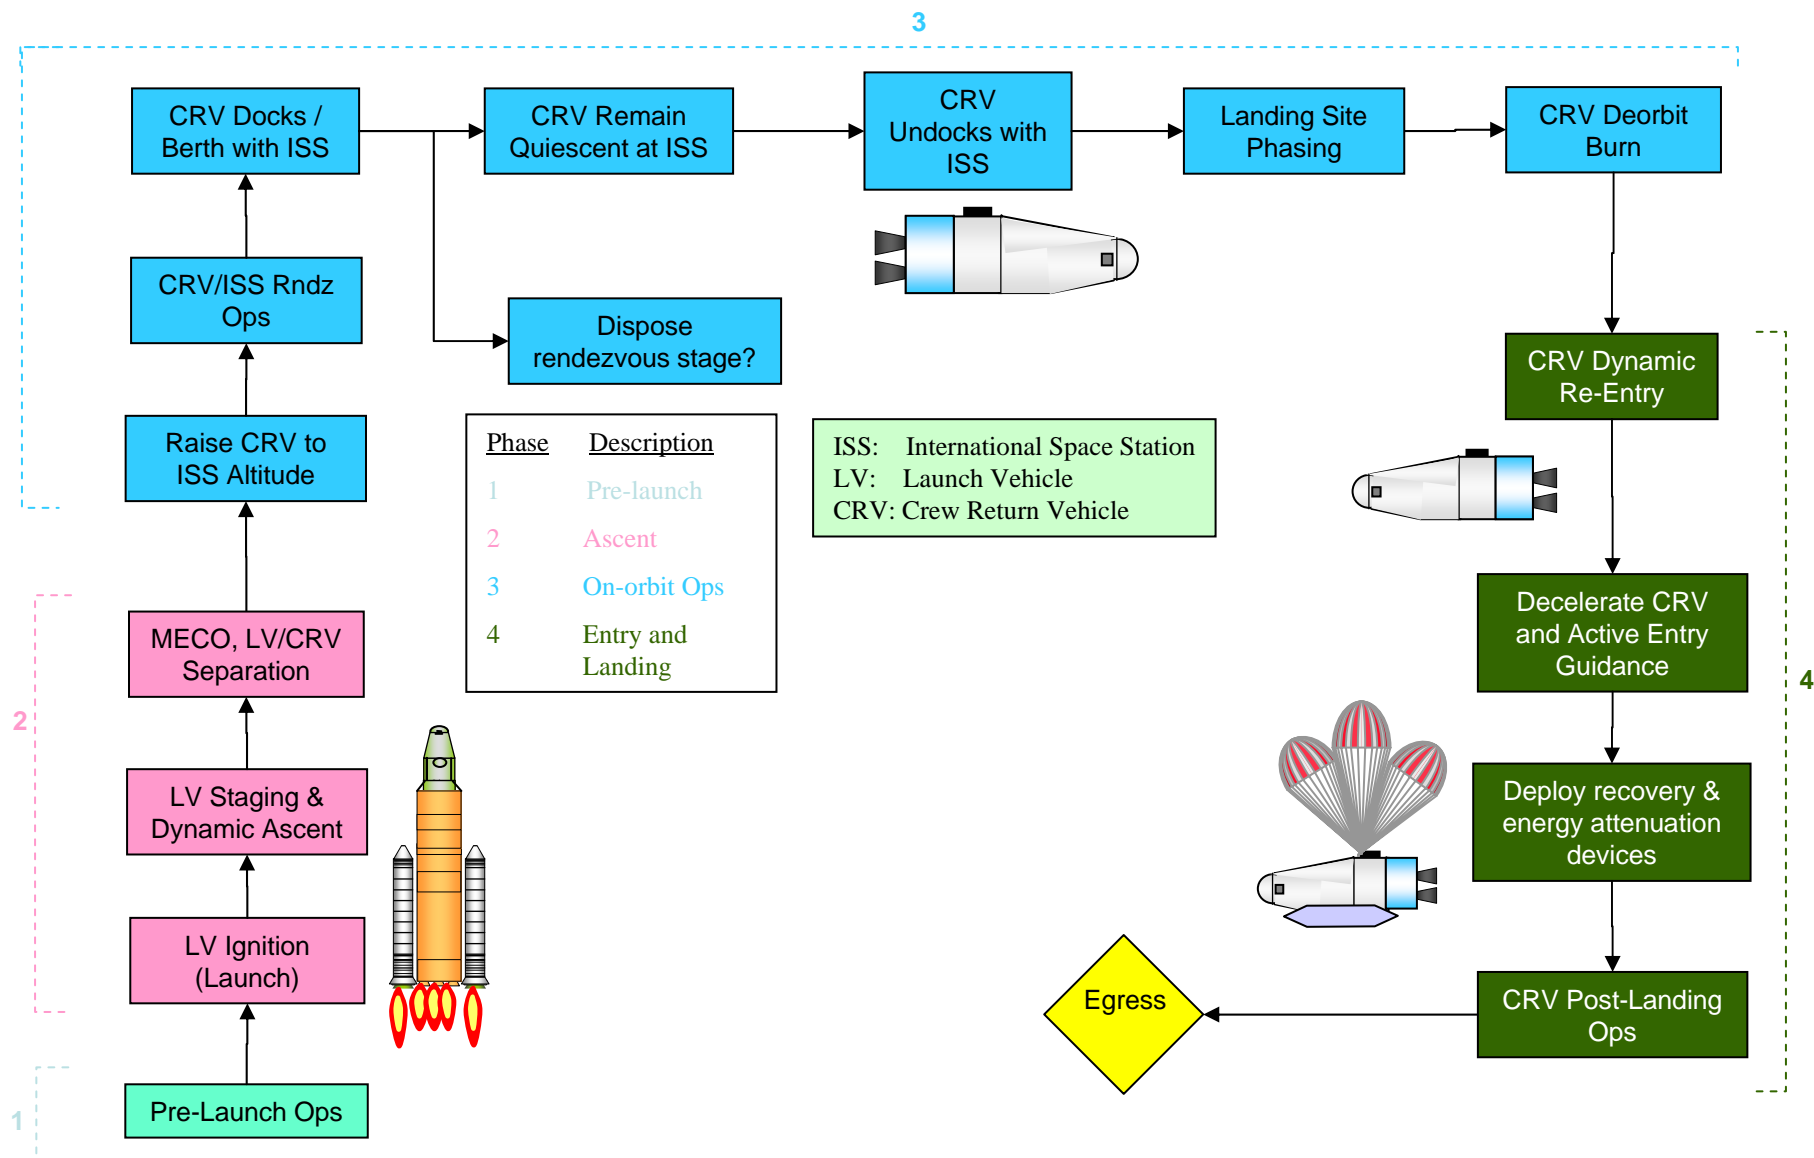 3
CRV Docks /
Berth with ISS
CRV Remain
Quiescent at ISS
CRV
Undocks with
ISS
Landing Site
Phasing
CRV Deorbit
Burn
CRV/ISS Rndz
Ops
Dispose
rendezvous stage?
CRV Dynamic
Re-Entry
Raise CRV to
ISS Altitude
Phase Description
1 Pre-launch
2 Ascent
3 On-orbit Ops
4 Entry and
Landing
ISS: International Space Station
LV: Launch Vehicle
CRV: Crew Return Vehicle
Decelerate CRV
and Active Entry
Guidance
MECO, LV/CRV
Separation
4
2
LV Staging &
Dynamic Ascent
Deploy recovery &
energy attenuation
devices
LV Ignition
(Launch)
Egress
CRV Post-Landing
Ops
Pre-Launch Ops
1